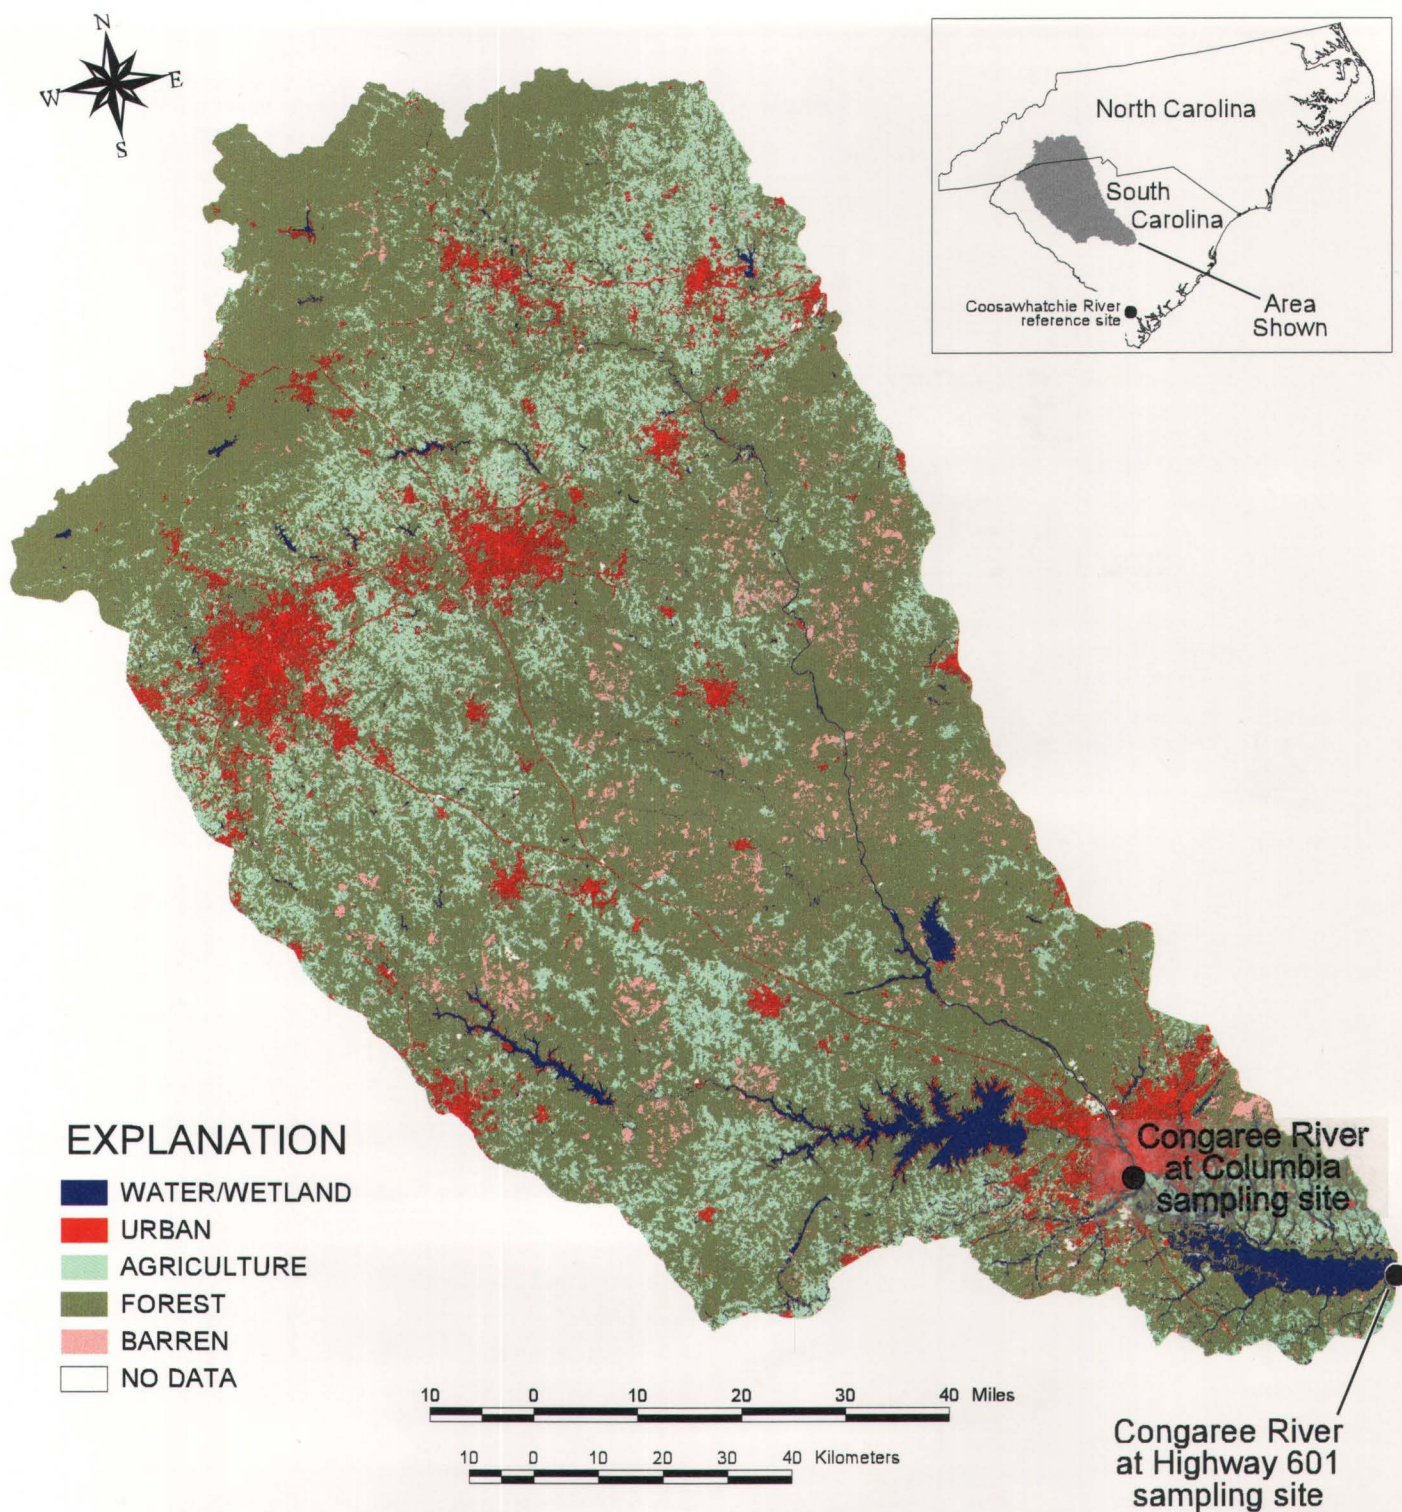 N
W
E
S
North Carolina
South
Carolina
Coosawhatchie River
reference site
Area
Shown
Congaree River
at Columbia
sampling site
EXPLANATION
WATER/WETLAND
URBAN
AGRICULTURE
FOREST
BARREN
NO DATA
10 0 10 20 30 40 Miles
10 0 10 20 30 40 Kilometers
Congaree River
at Highway 601
sampling site